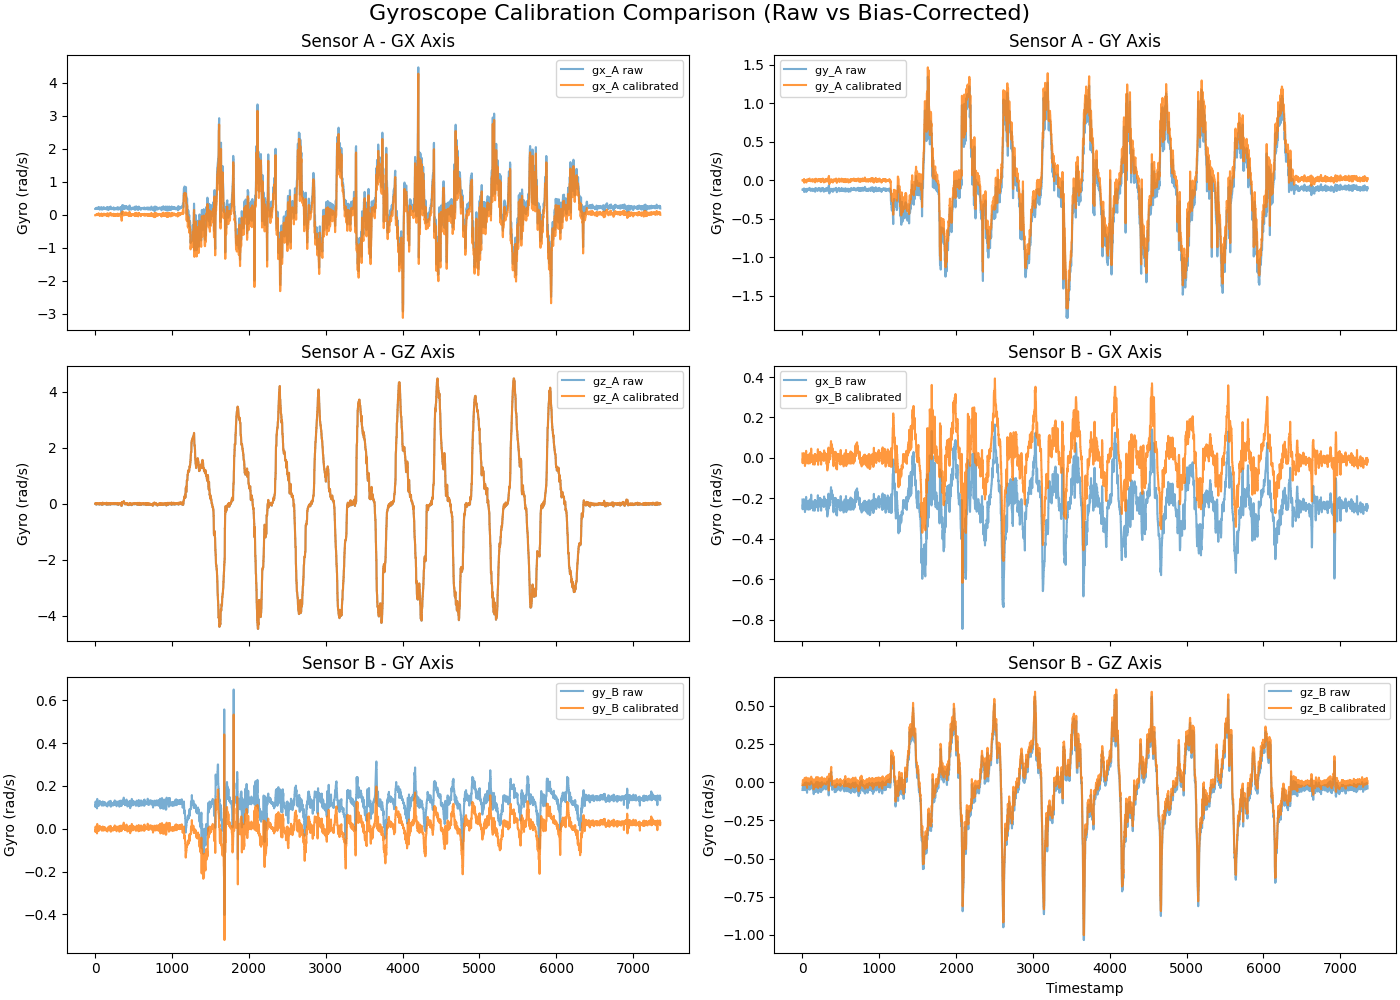 Gyroscope Calibration Comparison (Raw vs Bias-Corrected)
Sensor A - GX Axis
Gyro (rad/s)
4
3
2
1
0
−1
−2
−3
gx_A raw
gx_A calibrated
Sensor A - GY Axis
Gyro (rad/s)
1.5
1.0
0.5
0.0
−0.5
−1.0
−1.5
gy_A raw
gy_A calibrated
Sensor A - GZ Axis
Gyro (rad/s)
4
2
0
−2
−4
gz_A raw
gz_A calibrated
Sensor B - GX Axis
Gyro (rad/s)
0.4
0.2
0.0
−0.2
−0.4
−0.6
−0.8
gx_B raw
gx_B calibrated
Sensor B - GY Axis
Gyro (rad/s)
0.6
0.4
0.2
0.0
−0.2
−0.4
gy_B raw
gy_B calibrated
0 1000 2000 3000 4000 5000 6000 7000
Sensor B - GZ Axis
Gyro (rad/s)
0.50
0.25
0.00
−0.25
−0.50
−0.75
−1.00
gz_B raw
gz_B calibrated
0 1000 2000 3000 4000 5000 6000 7000
Timestamp